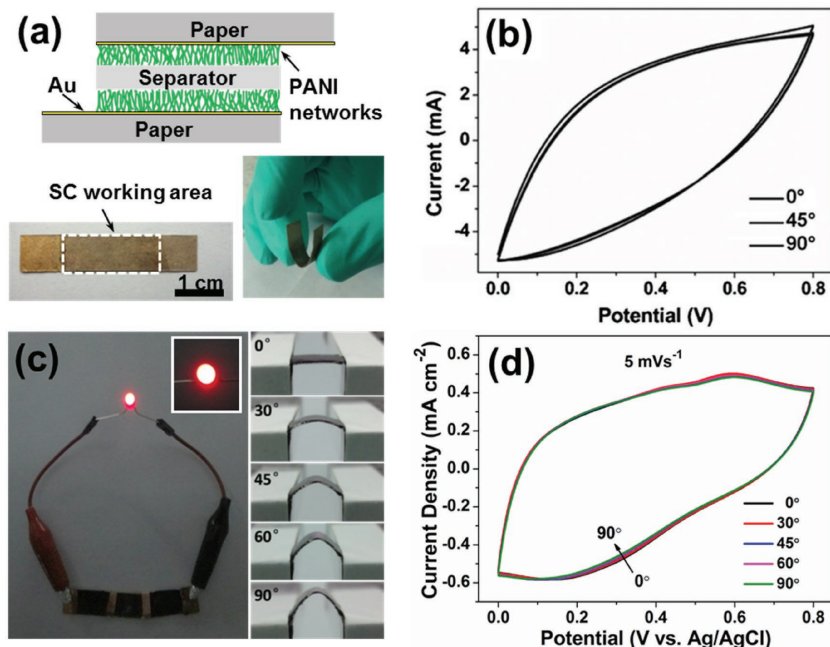 (a)
Paper
Separator
Au
PANI
networks
Paper
SC working area
1 cm
(b)
Current (mA)
4
2
0
-2
-4
0.0
0.2
0.4
0.6
0.8
0°
45°
90°
Potential (V)
(c)
0°
30°
45°
60°
90°
(d)
5 mVs⁻¹
Current Density (mA cm⁻²)
0.6
0.4
0.2
0.0
-0.2
-0.4
-0.6
0.0
0.2
0.4
0.6
0.8
90°
0°
0°
30°
45°
60°
90°
Potential (V vs. Ag/AgCl)